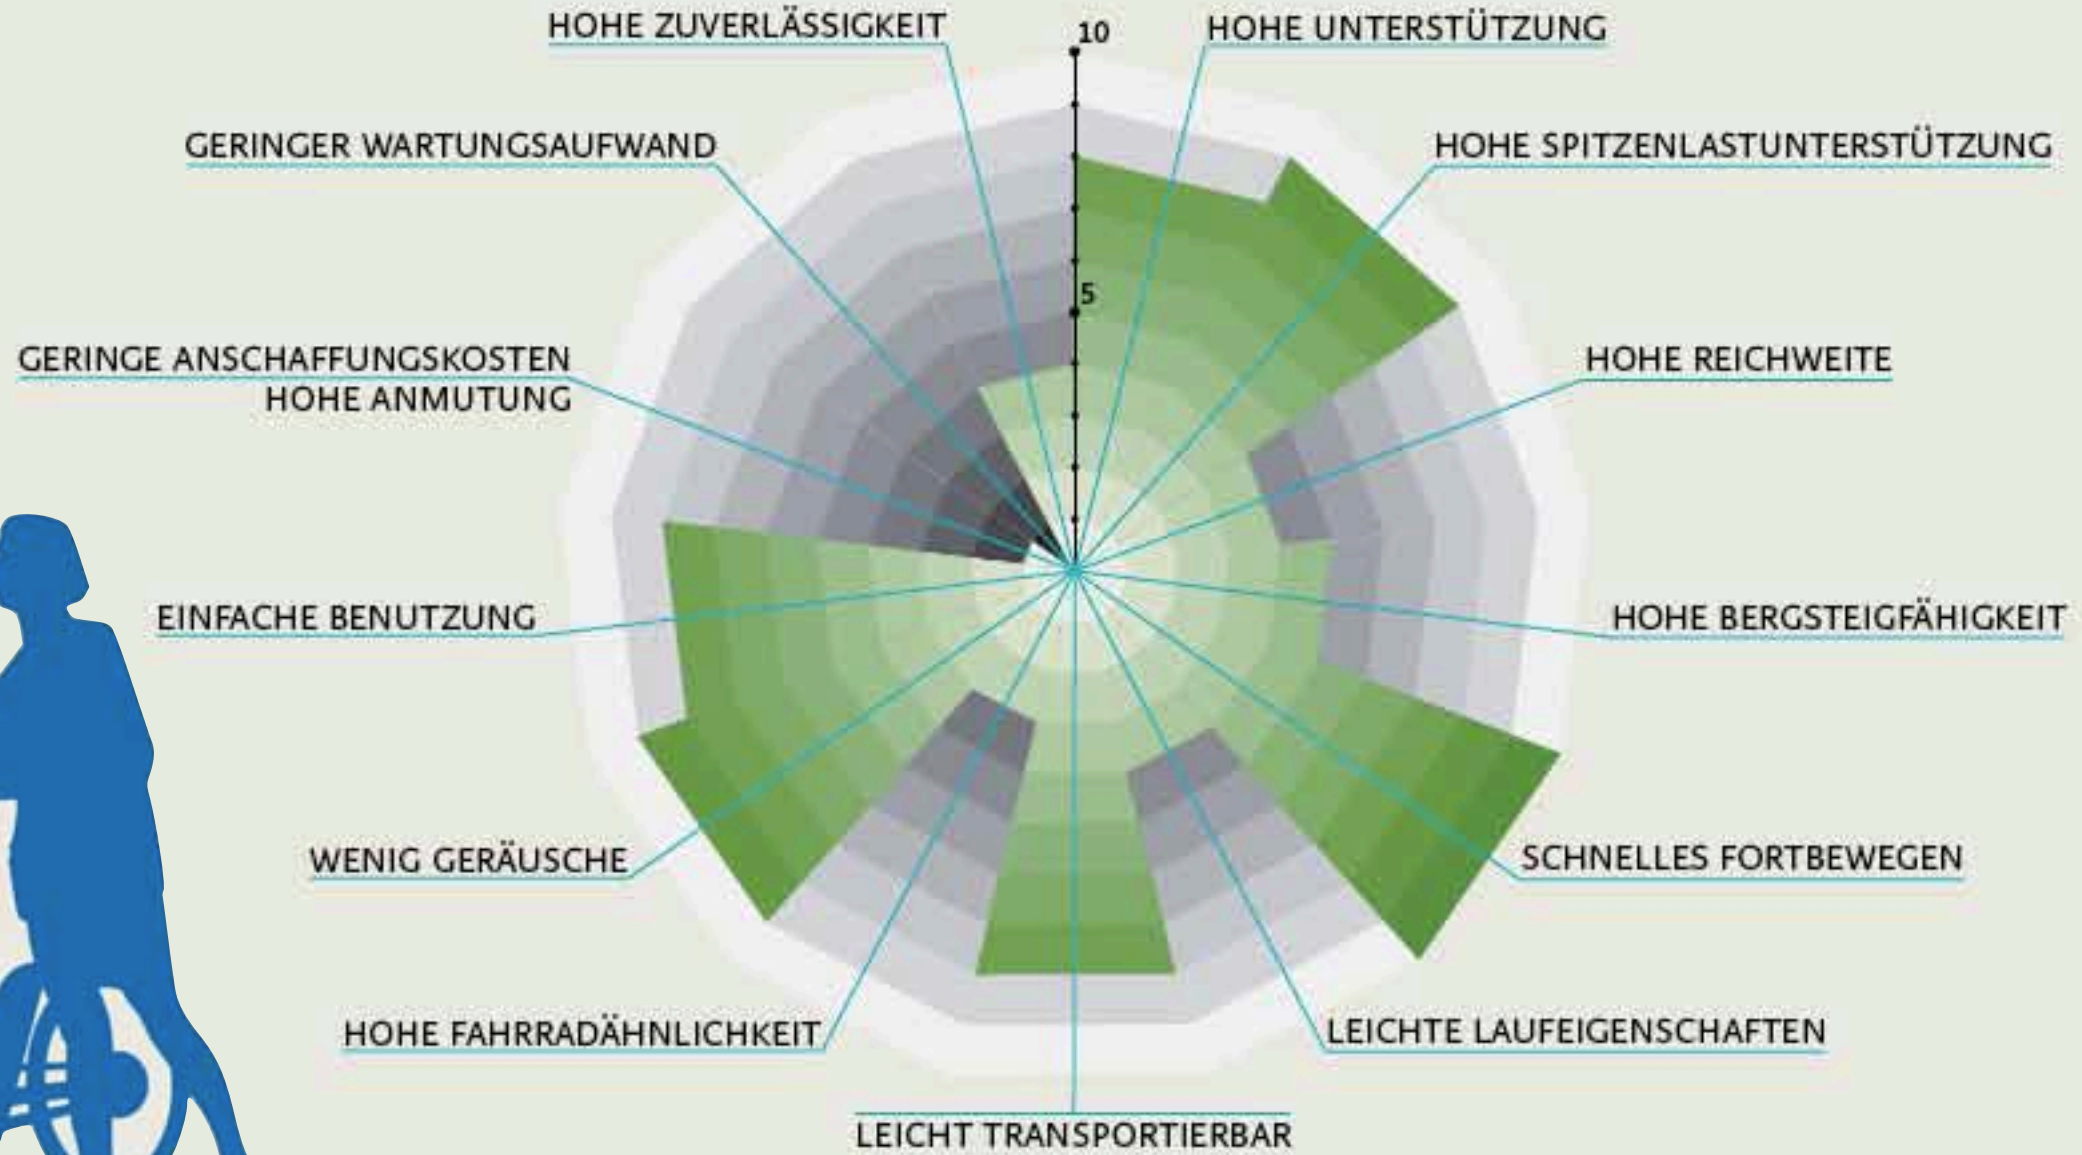 HOHE ZUVERLÄSSIGKEIT
10
HOHE UNTERSTÜTZUNG
GERINGER WARTUNGSAUFWAND
HOHE SPITZENLASTUNTERSTÜTZUNG
5
GERINGE ANSCHAFFUNGSKOSTEN
HOHE ANMUTUNG
HOHE REICHWEITE
EINFACHE BENUTZUNG
HOHE BERGSTEIGFÄHIGKEIT
WENIG GERÄUSCHE
SCHNELLES FORTBEWEGEN
HOHE FAHRRADÄHNLICHKEIT
LEICHTE LAUFEIGENSCHAFTEN
LEICHT TRANSPORTIERBAR